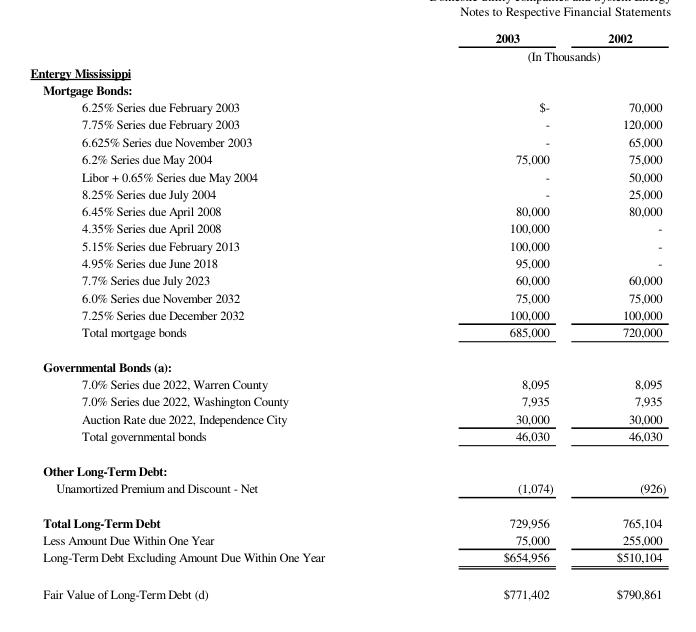 Domestic utility companies and System Energy
Notes to Respective Financial Statements
2003 2002
(In Thousands)
Entergy Mississippi
Mortgage Bonds:
6.25% Series due February 2003 $- 70,000
7.75% Series due February 2003 - 120,000
6.625% Series due November 2003 - 65,000
6.2% Series due May 2004 75,000 75,000
Libor + 0.65% Series due May 2004 - 50,000
8.25% Series due July 2004 - 25,000
6.45% Series due April 2008 80,000 80,000
4.35% Series due April 2008 100,000 -
5.15% Series due February 2013 100,000 -
4.95% Series due June 2018 95,000 -
7.7% Series due July 2023 60,000 60,000
6.0% Series due November 2032 75,000 75,000
7.25% Series due December 2032 100,000 100,000
Total mortgage bonds 685,000 720,000
Governmental Bonds (a):
7.0% Series due 2022, Warren County 8,095 8,095
7.0% Series due 2022, Washington County 7,935 7,935
Auction Rate due 2022, Independence City 30,000 30,000
Total governmental bonds 46,030 46,030
Other Long-Term Debt:
Unamortized Premium and Discount - Net (1,074) (926)
Total Long-Term Debt 729,956 765,104
Less Amount Due Within One Year 75,000 255,000
Long-Term Debt Excluding Amount Due Within One Year $654,956 $510,104
Fair Value of Long-Term Debt (d) $771,402 $790,861